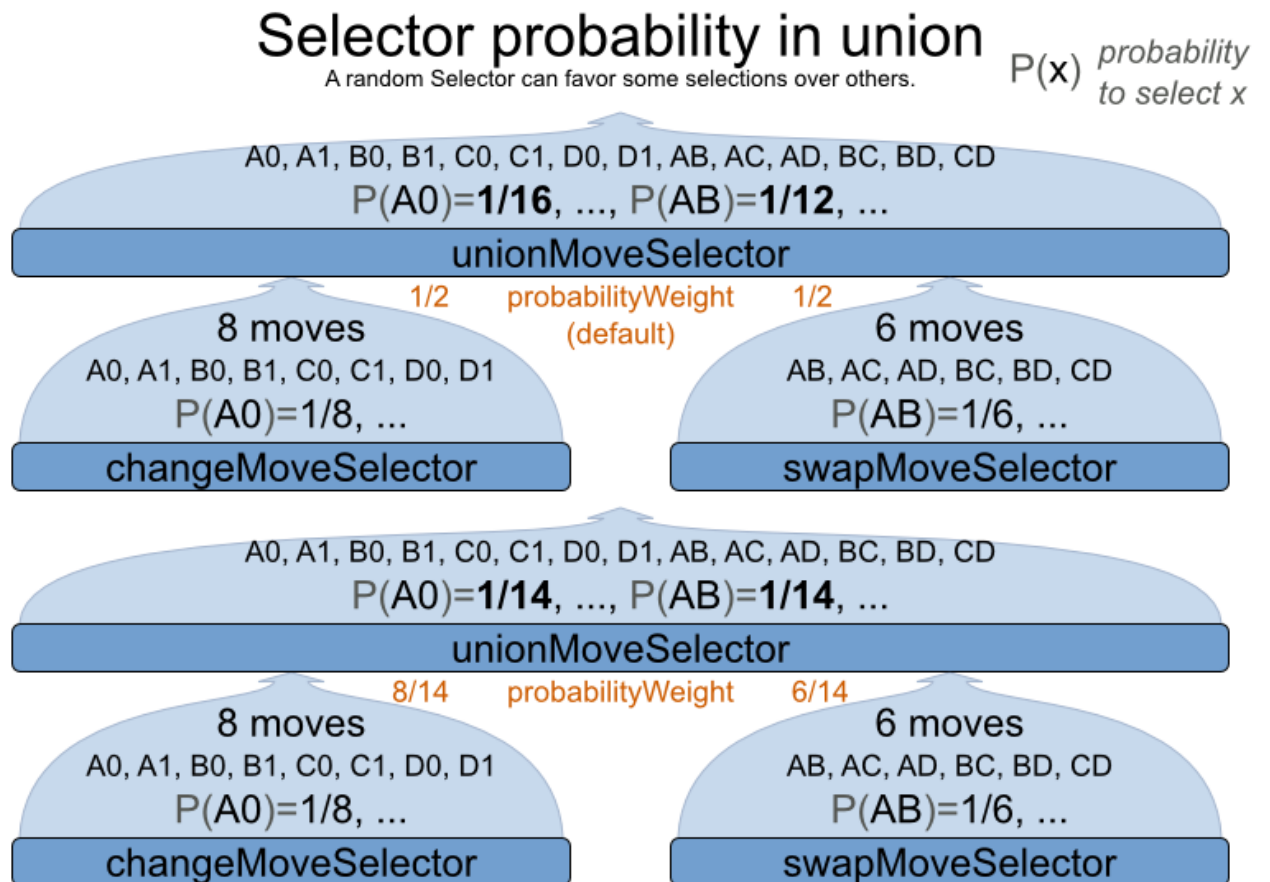 Selector probability in union
A random Selector can favor some selections over others.
P(x) probability
to select x
A0, A1, B0, B1, C0, C1, D0, D1, AB, AC, AD, BC, BD, CD
P(A0)=1/16, ..., P(AB)=1/12, ...
unionMoveSelector
1/2 probabilityWeight 1/2
(default)
8 moves
A0, A1, B0, B1, C0, C1, D0, D1
P(A0)=1/8, ...
changeMoveSelector
6 moves
AB, AC, AD, BC, BD, CD
P(AB)=1/6, ...
swapMoveSelector
A0, A1, B0, B1, C0, C1, D0, D1, AB, AC, AD, BC, BD, CD
P(A0)=1/14, ..., P(AB)=1/14, ...
unionMoveSelector
8/14 probabilityWeight 6/14
8 moves
A0, A1, B0, B1, C0, C1, D0, D1
P(A0)=1/8, ...
changeMoveSelector
6 moves
AB, AC, AD, BC, BD, CD
P(AB)=1/6, ...
swapMoveSelector